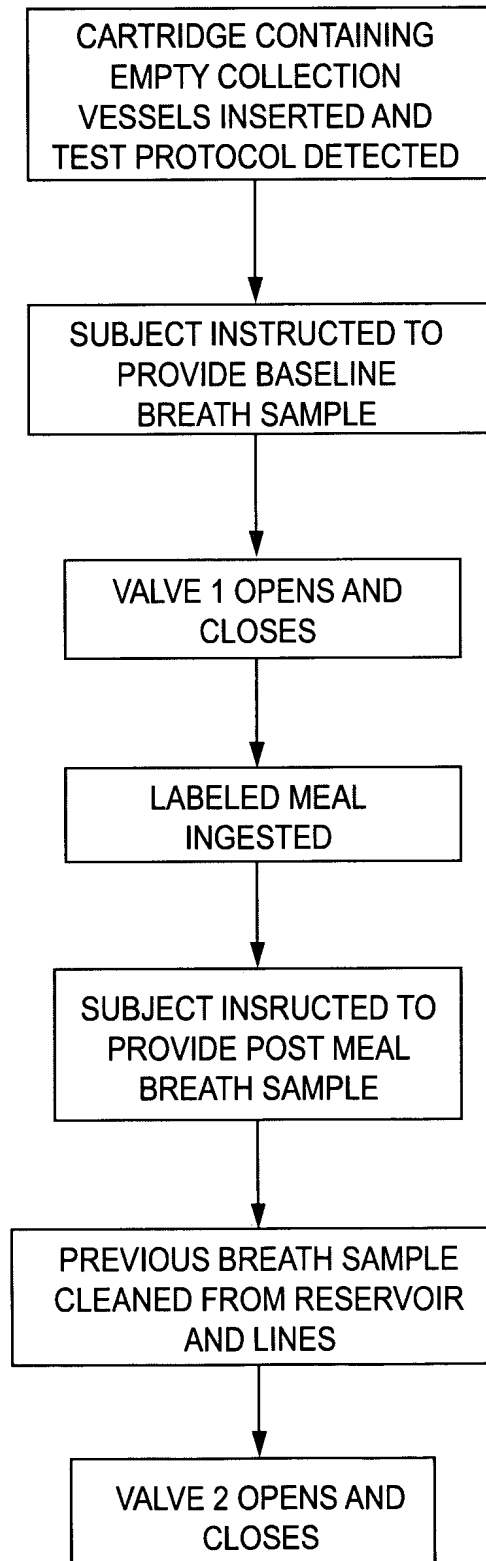 CARTRIDGE CONTAINING
EMPTY COLLECTION
VESSELS INSERTED AND
TEST PROTOCOL DETECTED
SUBJECT INSTRUCTED TO
PROVIDE BASELINE
BREATH SAMPLE
VALVE 1 OPENS AND
CLOSES
LABELED MEAL
INGESTED
SUBJECT INSRUCTED TO
PROVIDE POST MEAL
BREATH SAMPLE
PREVIOUS BREATH SAMPLE
CLEANED FROM RESERVOIR
AND LINES
VALVE 2 OPENS AND
CLOSES